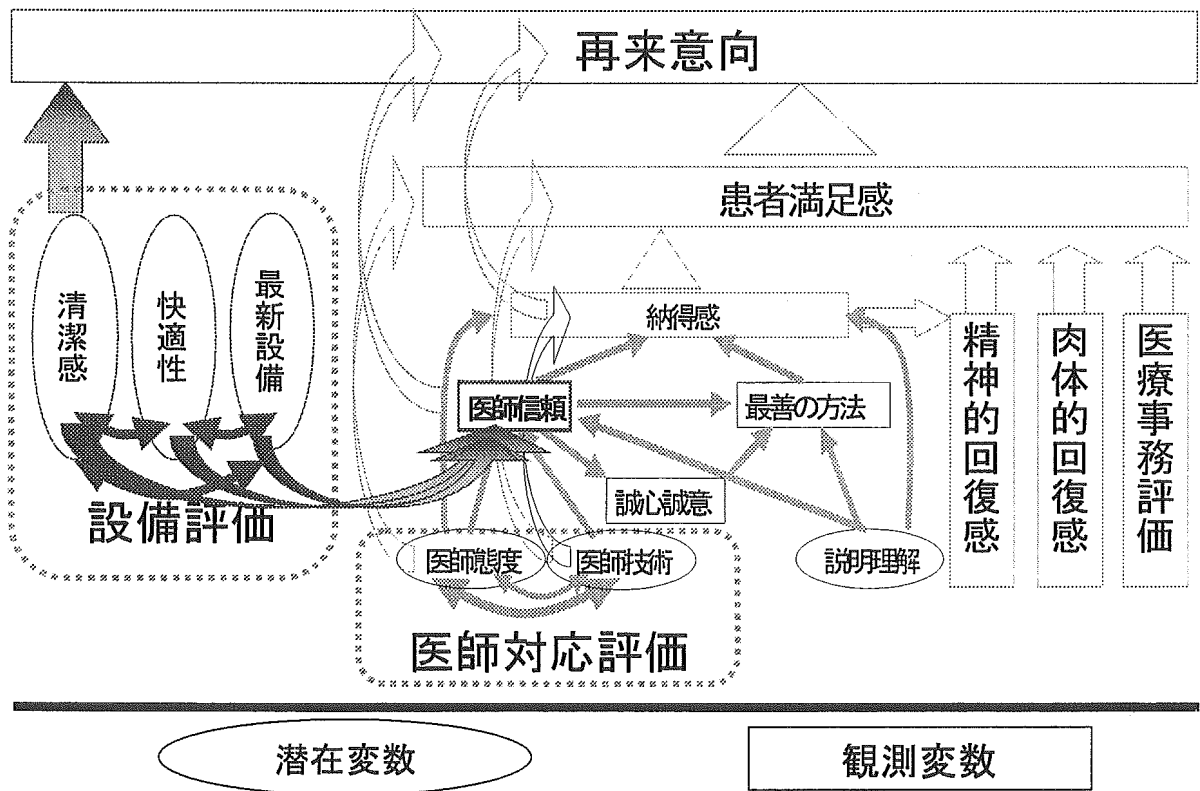 再来意向
患者満足感
清潔感
快適性
最新設備
設備評価
納得感
医師信頼
最善の方法
誠心誠意
医師態度
医師技術
説明理解
医師対応評価
精神的回復感
肉体的回復感
医療事務評価
潜在変数
観測変数